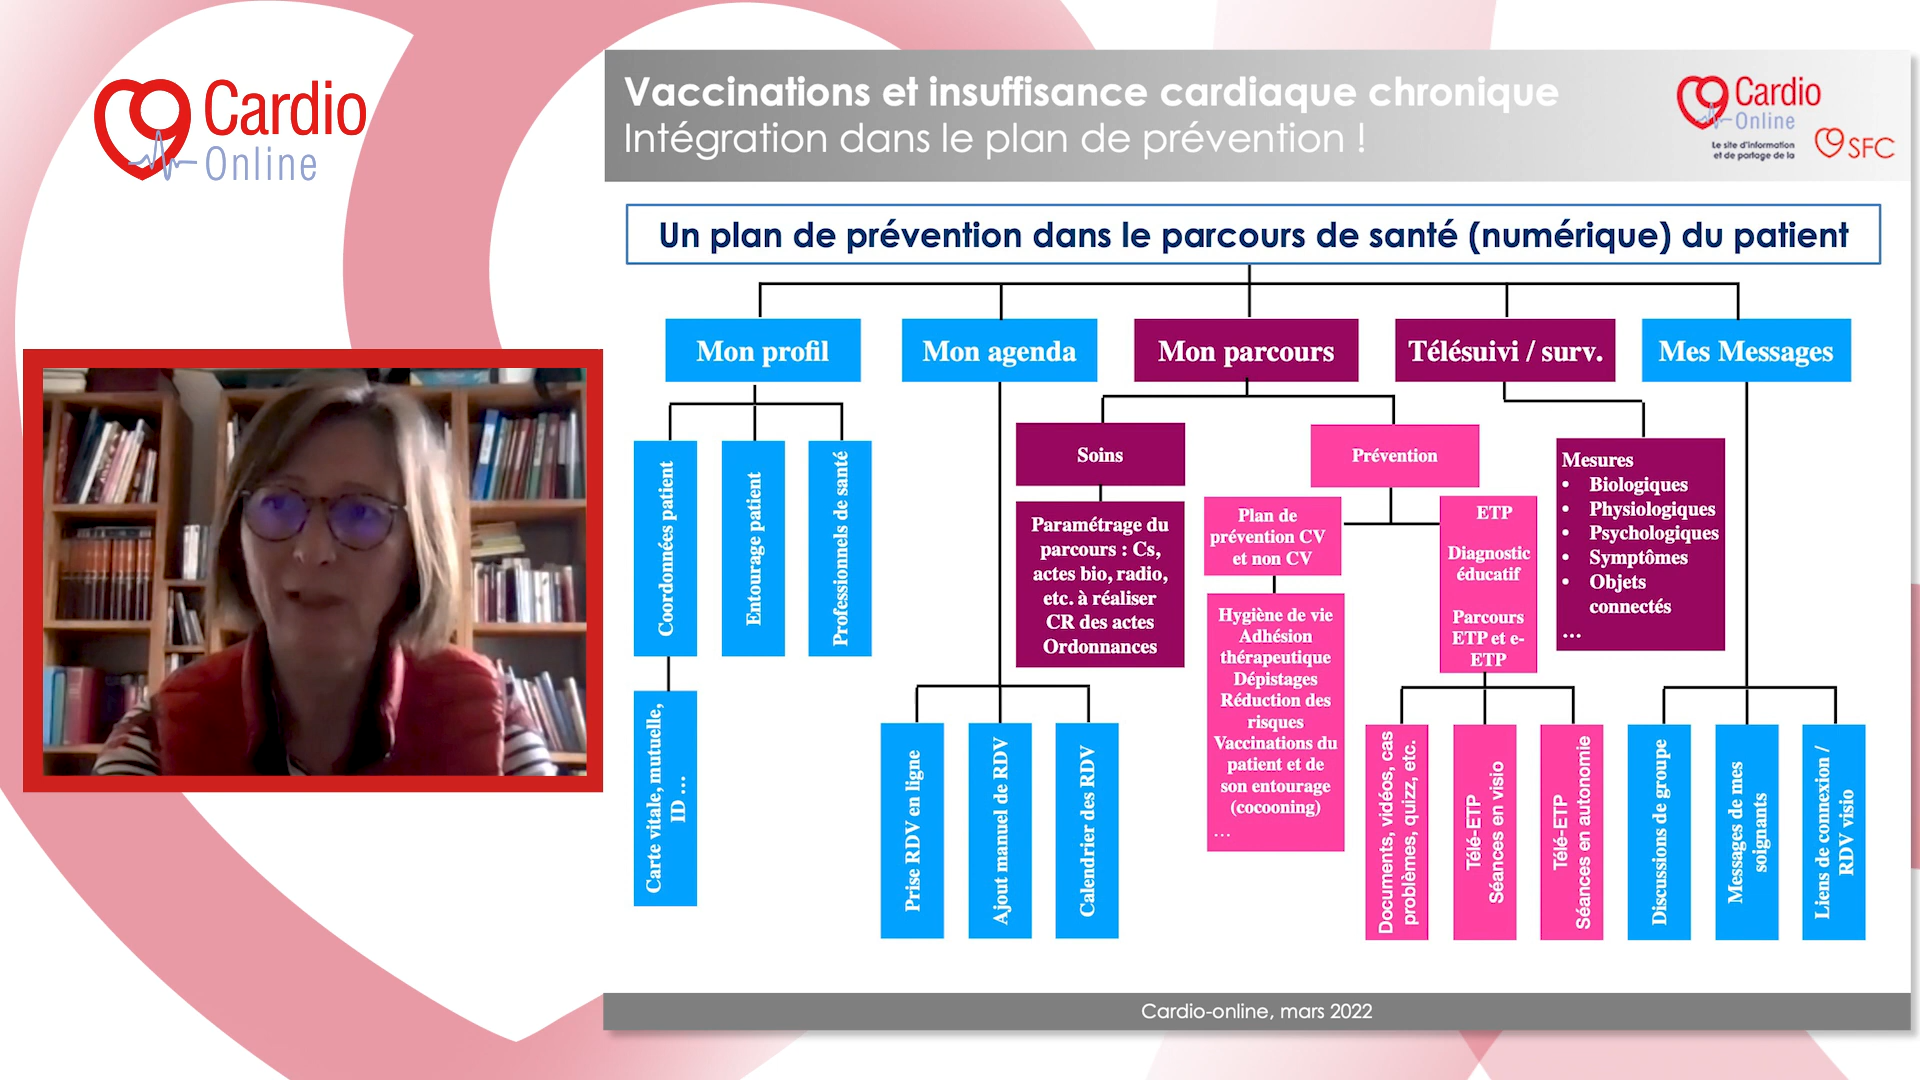 Cardio
Online
Vaccinations et insuffisance cardiaque chronique
Intégration dans le plan de prévention !
Cardio
Online
Le site d'information
et de partage de la
SFC
Un plan de prévention dans le parcours de santé (numérique) du patient
Mon profil
Mon agenda
Mon parcours
Télésuivi / surv.
Mes Messages
Coordonnées patient
Entourage patient
Professionnels de santé
Carte vitale, mutuelle,
ID ...
Prise RDV en ligne
Ajout manuel de RDV
Calendrier des RDV
Soins
Paramétrage du
parcours : Cs,
actes bio, radio,
etc. à réaliser
CR des actes
Ordonnances
Prévention
Plan de
prévention CV
et non CV
Hygiène de vie
Adhésion
thérapeutique
Dépistages
Réduction des
risques
Vaccinations du
patient et de
son entourage
(cocooning)
...
ETP
Diagnostic
éducatif
Parcours
ETP et e-
ETP
Documents, vidéos, cas
problèmes, quizz, etc.
Télé-ETP
Séances en visio
Télé-ETP
Séances en autonomie
Mesures
• Biologiques
• Physiologiques
• Psychologiques
• Symptômes
• Objets
connectés
...
Discussions de groupe
Messages de mes
soignants
Liens de connexion /
RDV visio
Cardio-online, mars 2022